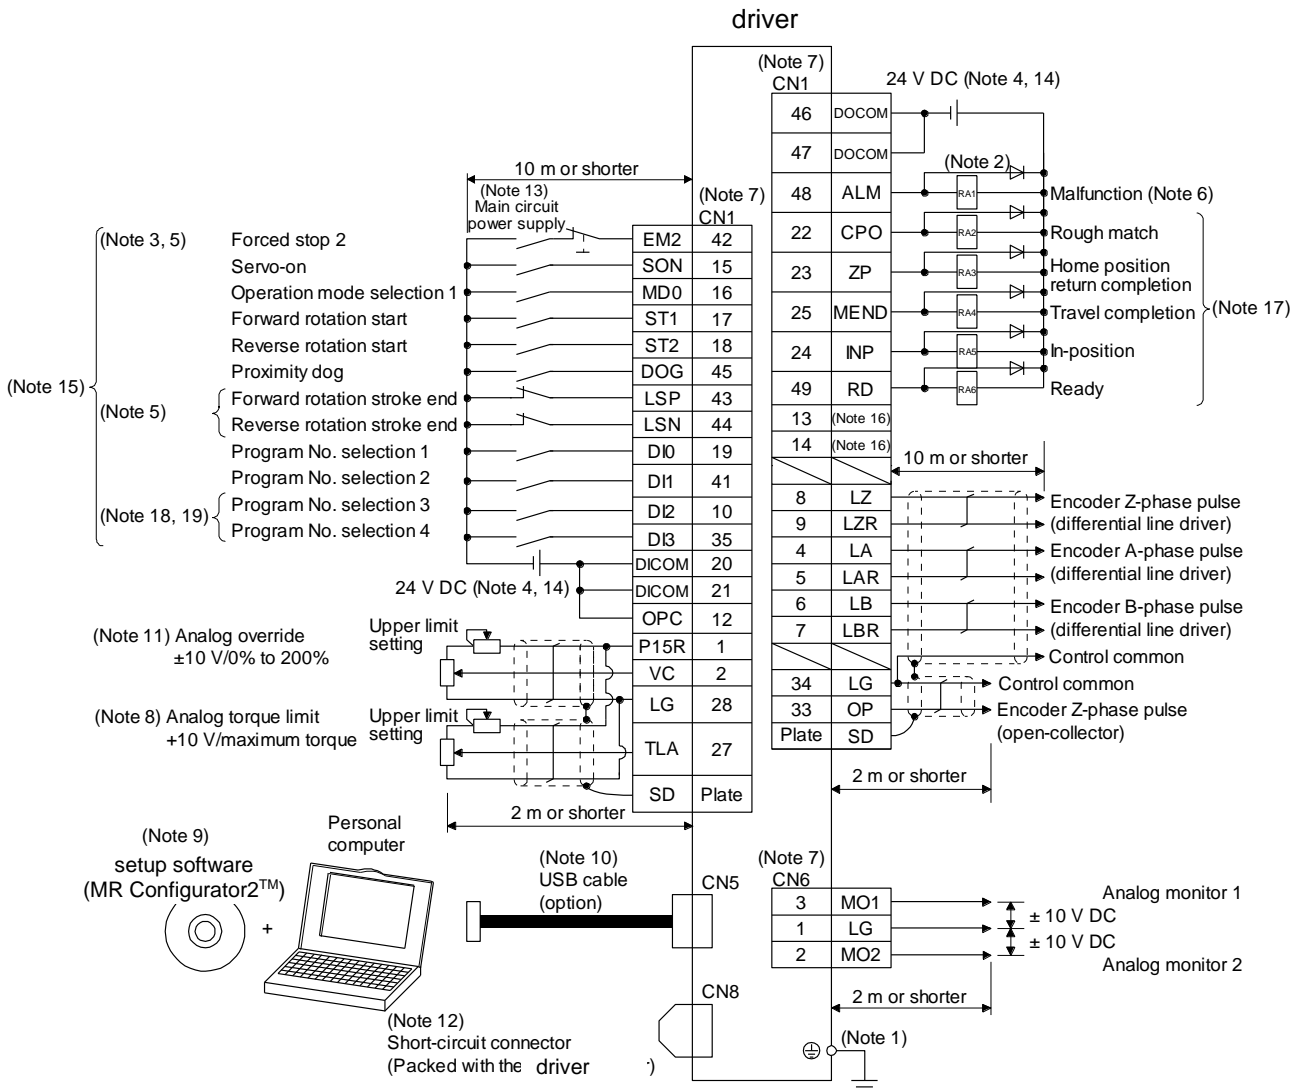 driver
(Note 7)
CN1
24 V DC (Note 4, 14)
46 DOCOM
47 DOCOM
(Note 2)
48 ALM RA1 Malfunction (Note 6)
22 CPO RA2 Rough match
23 ZP RA3 Home position
return completion
25 MEND RA4 Travel completion
24 INP RA5 In-position
49 RD RA6 Ready
(Note 17)
13 (Note 16)
14 (Note 16)
10 m or shorter
8 LZ Encoder Z-phase pulse
9 LZR (differential line driver)
4 LA Encoder A-phase pulse
5 LAR (differential line driver)
6 LB Encoder B-phase pulse
7 LBR (differential line driver)
Control common
34 LG Control common
33 OP Encoder Z-phase pulse
(open-collector)
Plate SD
2 m or shorter
10 m or shorter
(Note 13)
Main circuit
power supply
(Note 7)
CN1
(Note 15)
(Note 3, 5) Forced stop 2 EM2 42
Servo-on SON 15
Operation mode selection 1 MD0 16
Forward rotation start ST1 17
Reverse rotation start ST2 18
Proximity dog DOG 45
(Note 5)
Forward rotation stroke end LSP 43
Reverse rotation stroke end LSN 44
Program No. selection 1 DI0 19
Program No. selection 2 DI1 41
(Note 18, 19)
Program No. selection 3 DI2 10
Program No. selection 4 DI3 35
24 V DC (Note 4, 14)
DICOM 20
DICOM 21
OPC 12
(Note 11) Analog override
±10 V/0% to 200%
Upper limit
setting
P15R 1
VC 2
LG 28
(Note 8) Analog torque limit
+10 V/maximum torque
Upper limit
setting
TLA 27
SD Plate
2 m or shorter
(Note 9)
setup software
(MR Configurator2TM)
+
Personal
computer
(Note 10)
USB cable
(option)
CN5
(Note 7)
CN6
3 MO1 Analog monitor 1
± 10 V DC
1 LG
± 10 V DC
2 MO2 Analog monitor 2
2 m or shorter
CN8
(Note 12)
Short-circuit connector
(Packed with the driver )
(Note 1)